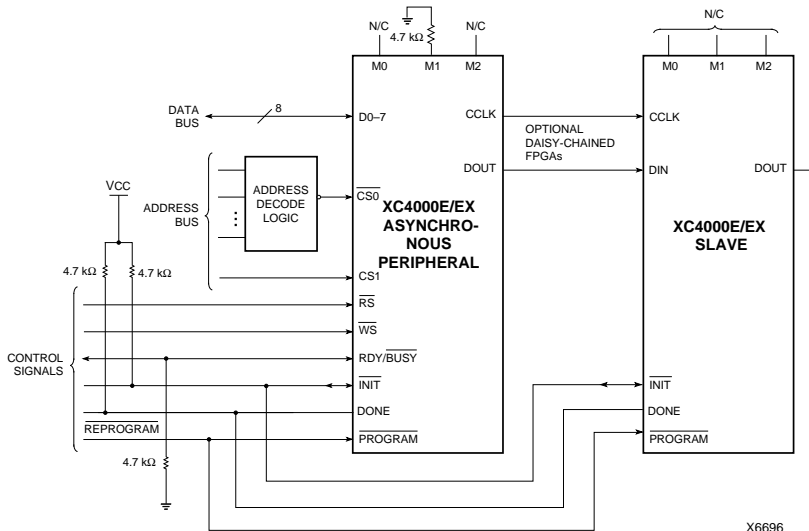 N/C
4.7 kΩ
N/C
N/C
M0 M1 M2
M0 M1 M2
DATA
BUS
8
D0–7
CCLK
OPTIONAL
DAISY-CHAINED
FPGAs
CCLK
DOUT
DIN
DOUT
VCC
ADDRESS
BUS
ADDRESS
DECODE
LOGIC
CS0
XC4000E/EX
ASYNCHRO-
NOUS
PERIPHERAL
XC4000E/EX
SLAVE
4.7 kΩ
4.7 kΩ
CS1
RS
WS
CONTROL
SIGNALS
RDY/BUSY
INIT
INIT
DONE
DONE
REPROGRAM
PROGRAM
PROGRAM
4.7 kΩ
X6696